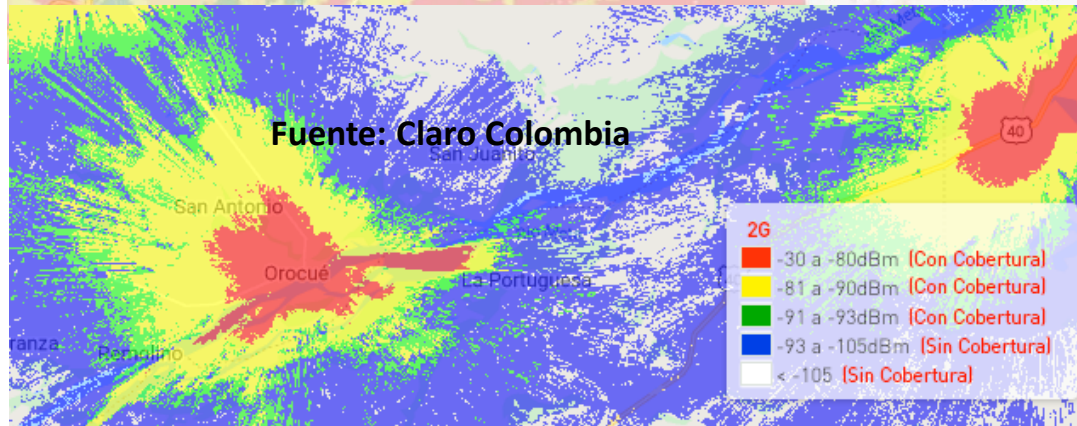 Fuente: Claro Colombia
San Juanito
San Antonio
Orocué
La Portuguesa
Remolino
40
2G
-30 a -80dBm (Con Cobertura)
-81 a -90dBm (Con Cobertura)
-91 a -93dBm (Con Cobertura)
-93 a -105dBm (Sin Cobertura)
< -105 (Sin Cobertura)